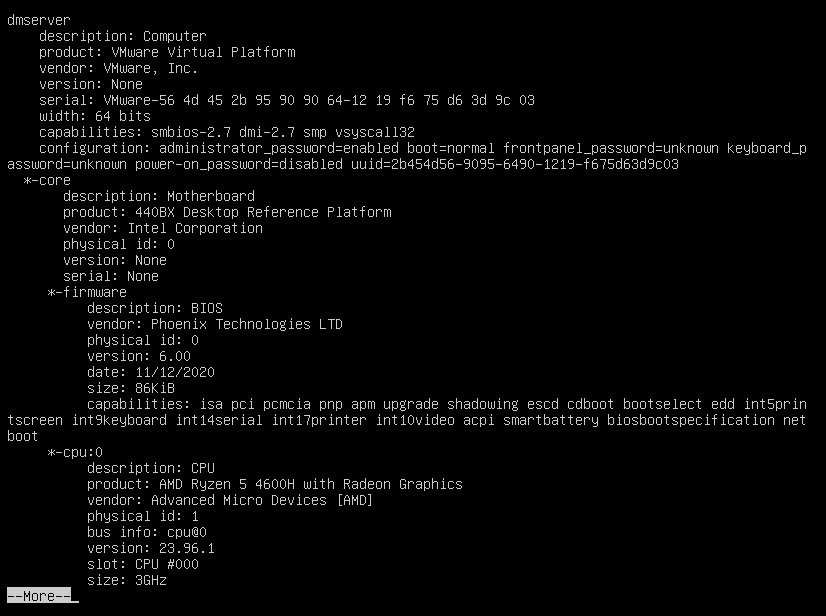 dmserver
description: Computer
product: VMware Virtual Platform
vendor: VMware, Inc.
version: None
serial: VMware-56 4d 45 2b 95 90 90 64-12 19 f6 75 d6 3d 9c 03
width: 64 bits
capabilities: smbios-2.7 dmi-2.7 smp vsyscall32
configuration: administrator_password=enabled boot=normal frontpanel_password=unknown keyboard_p
assword=unknown power-on_password=disabled uuid=2b454d56-9095-6490-1219-f675d63d9c03
*-core
description: Motherboard
product: 440BX Desktop Reference Platform
vendor: Intel Corporation
physical id: 0
version: None
serial: None
*-firmware
description: BIOS
vendor: Phoenix Technologies LTD
physical id: 0
version: 6.00
date: 11/12/2020
size: 86KiB
capabilities: isa pci pcmcia pnp apm upgrade shadowing escd cdboot bootselect edd int5prin
tscreen int9keyboard int14serial int17printer int10video acpi smartbattery biosbootspecification net
boot
*-cpu:0
description: CPU
product: AMD Ryzen 5 4600H with Radeon Graphics
vendor: Advanced Micro Devices [AMD]
physical id: 1
bus info: cpu@0
version: 23.96.1
slot: CPU #000
size: 3GHz
--More--